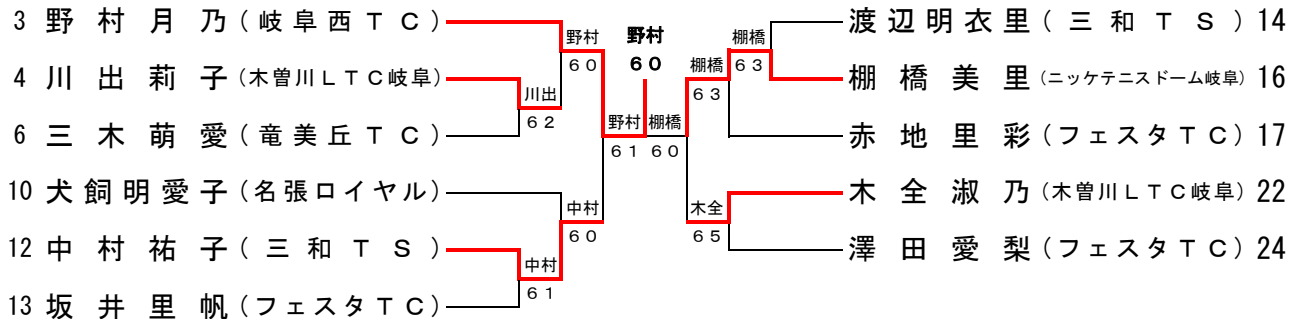 3 野村月乃(岐阜西TC)
4 川出莉子(木曽川LTC岐阜)
6 三木萌愛(竜美丘TC)
10 犬飼明愛子(名張ロイヤル)
12 中村祐子(三和TS)
13 坂井里帆(フェスタTC)
川出
62
中村
61
野村
60
中村
60
野村
61
野村
60
棚橋
60
棚橋
63
木全
65
棚橋
63
渡辺明衣里(三和TS) 14
棚橋美里(ニッケテニスドーム岐阜) 16
赤地里彩(フェスタTC) 17
木全淑乃(木曽川LTC岐阜) 22
澤田愛梨(フェスタTC) 24